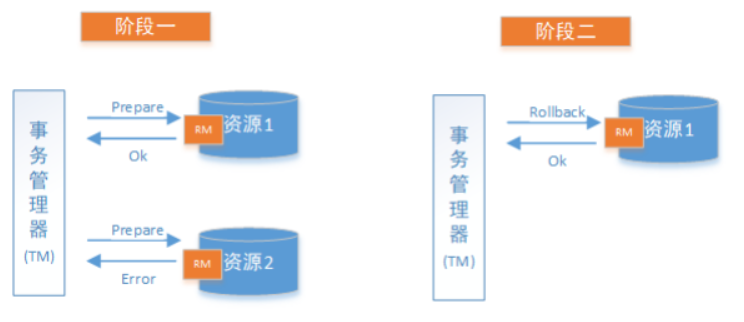 阶段一
事务管理器
(TM)
Prepare
Ok
RM
资源1
Prepare
Error
RM
资源2
阶段二
事务管理器
(TM)
Rollback
Ok
RM
资源1